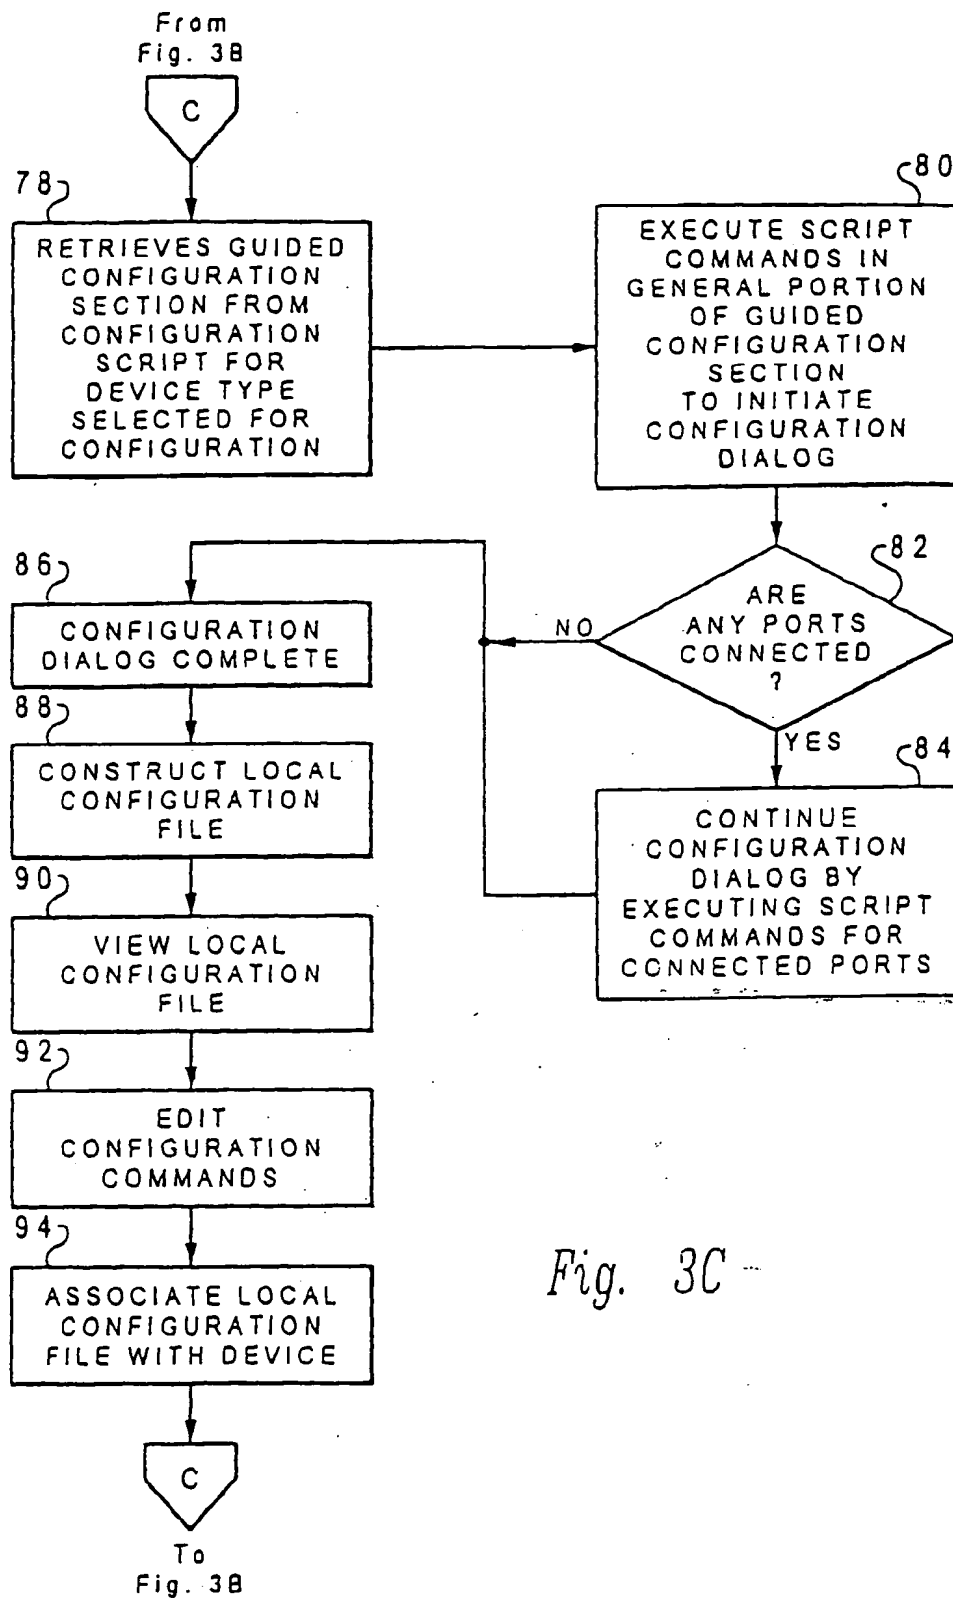 From
Fig. 3B
C
78
RETRIEVES GUIDED
CONFIGURATION
SECTION FROM
CONFIGURATION
SCRIPT FOR
DEVICE TYPE
SELECTED FOR
CONFIGURATION
80
EXECUTE SCRIPT
COMMANDS IN
GENERAL PORTION
OF GUIDED
CONFIGURATION
SECTION
TO INITIATE
CONFIGURATION
DIALOG
82
ARE
ANY PORTS
CONNECTED
?
NO
YES
84
CONTINUE
CONFIGURATION
DIALOG BY
EXECUTING SCRIPT
COMMANDS FOR
CONNECTED PORTS
86
CONFIGURATION
DIALOG COMPLETE
88
CONSTRUCT LOCAL
CONFIGURATION
FILE
90
VIEW LOCAL
CONFIGURATION
FILE
92
EDIT
CONFIGURATION
COMMANDS
94
ASSOCIATE LOCAL
CONFIGURATION
FILE WITH DEVICE
C
To
Fig. 3B
Fig. 3C